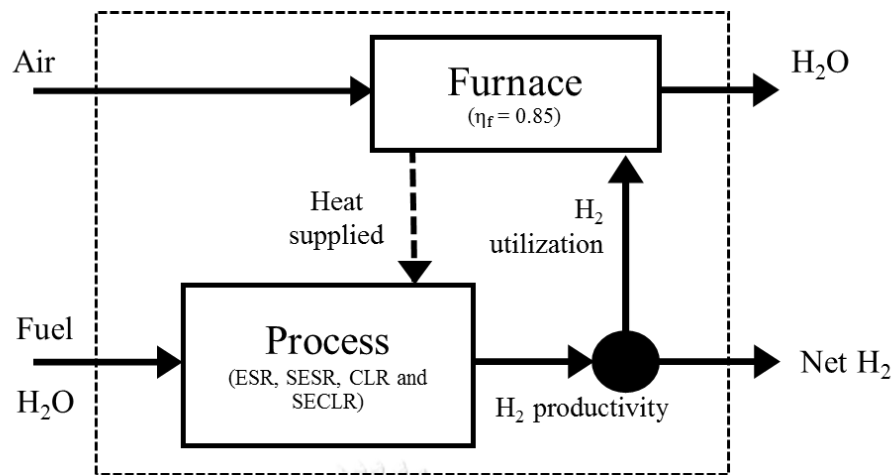 Air
Furnace
(ηf = 0.85)
H₂O
Heat
supplied
H₂
utilization
Fuel
H₂O
Process
(ESR, SESR, CLR and
SECLR)
H₂ productivity
Net H₂